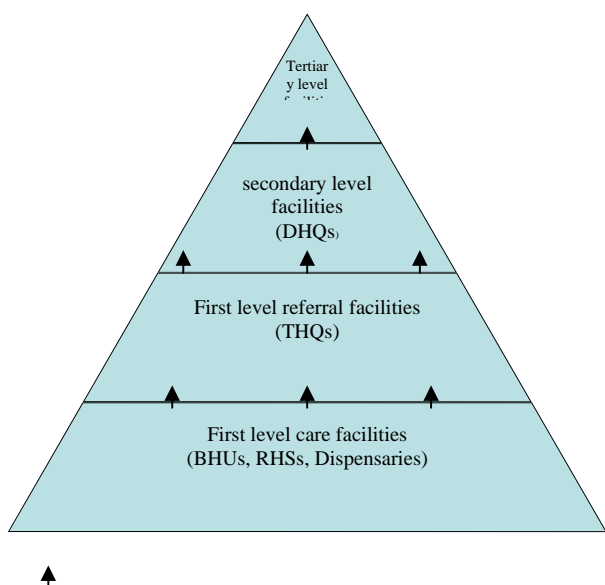 Tertiar
y level
secondary level
facilities
(DHQs)
First level referral facilities
(THQs)
First level care facilities
(BHUs, RHSs, Dispensaries)